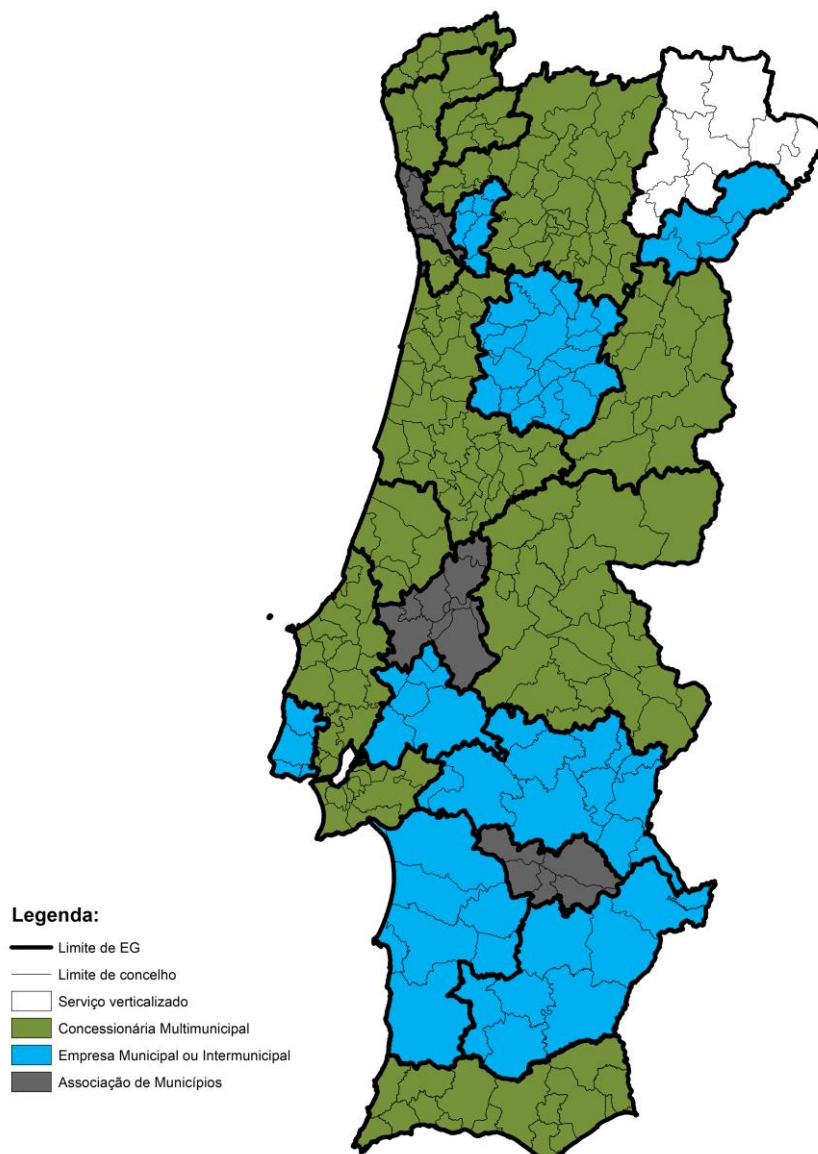 Legenda:
Limite de EG
Limite de concelho
Serviço verticalizado
Concessionária Multimunicipal
Empresa Municipal ou Intermunicipal
Associação de Municípios